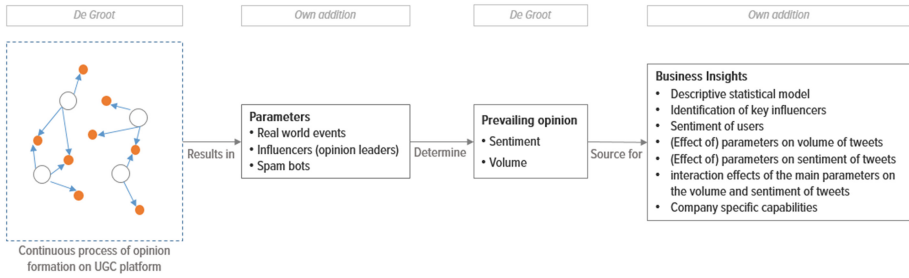 De Groot
Own addition
De Groot
Own addition
Continuous process of opinion
formation on UGC platform
Results in
Parameters
• Real world events
• Influencers (opinion leaders)
• Spam bots
Determine
Prevailing opinion
• Sentiment
• Volume
Source for
Business Insights
• Descriptive statistical model
• Identification of key influencers
• Sentiment of users
• (Effect of) parameters on volume of tweets
• (Effect of) parameters on sentiment of tweets
• interaction effects of the main parameters on
the volume and sentiment of tweets
• Company specific capabilities